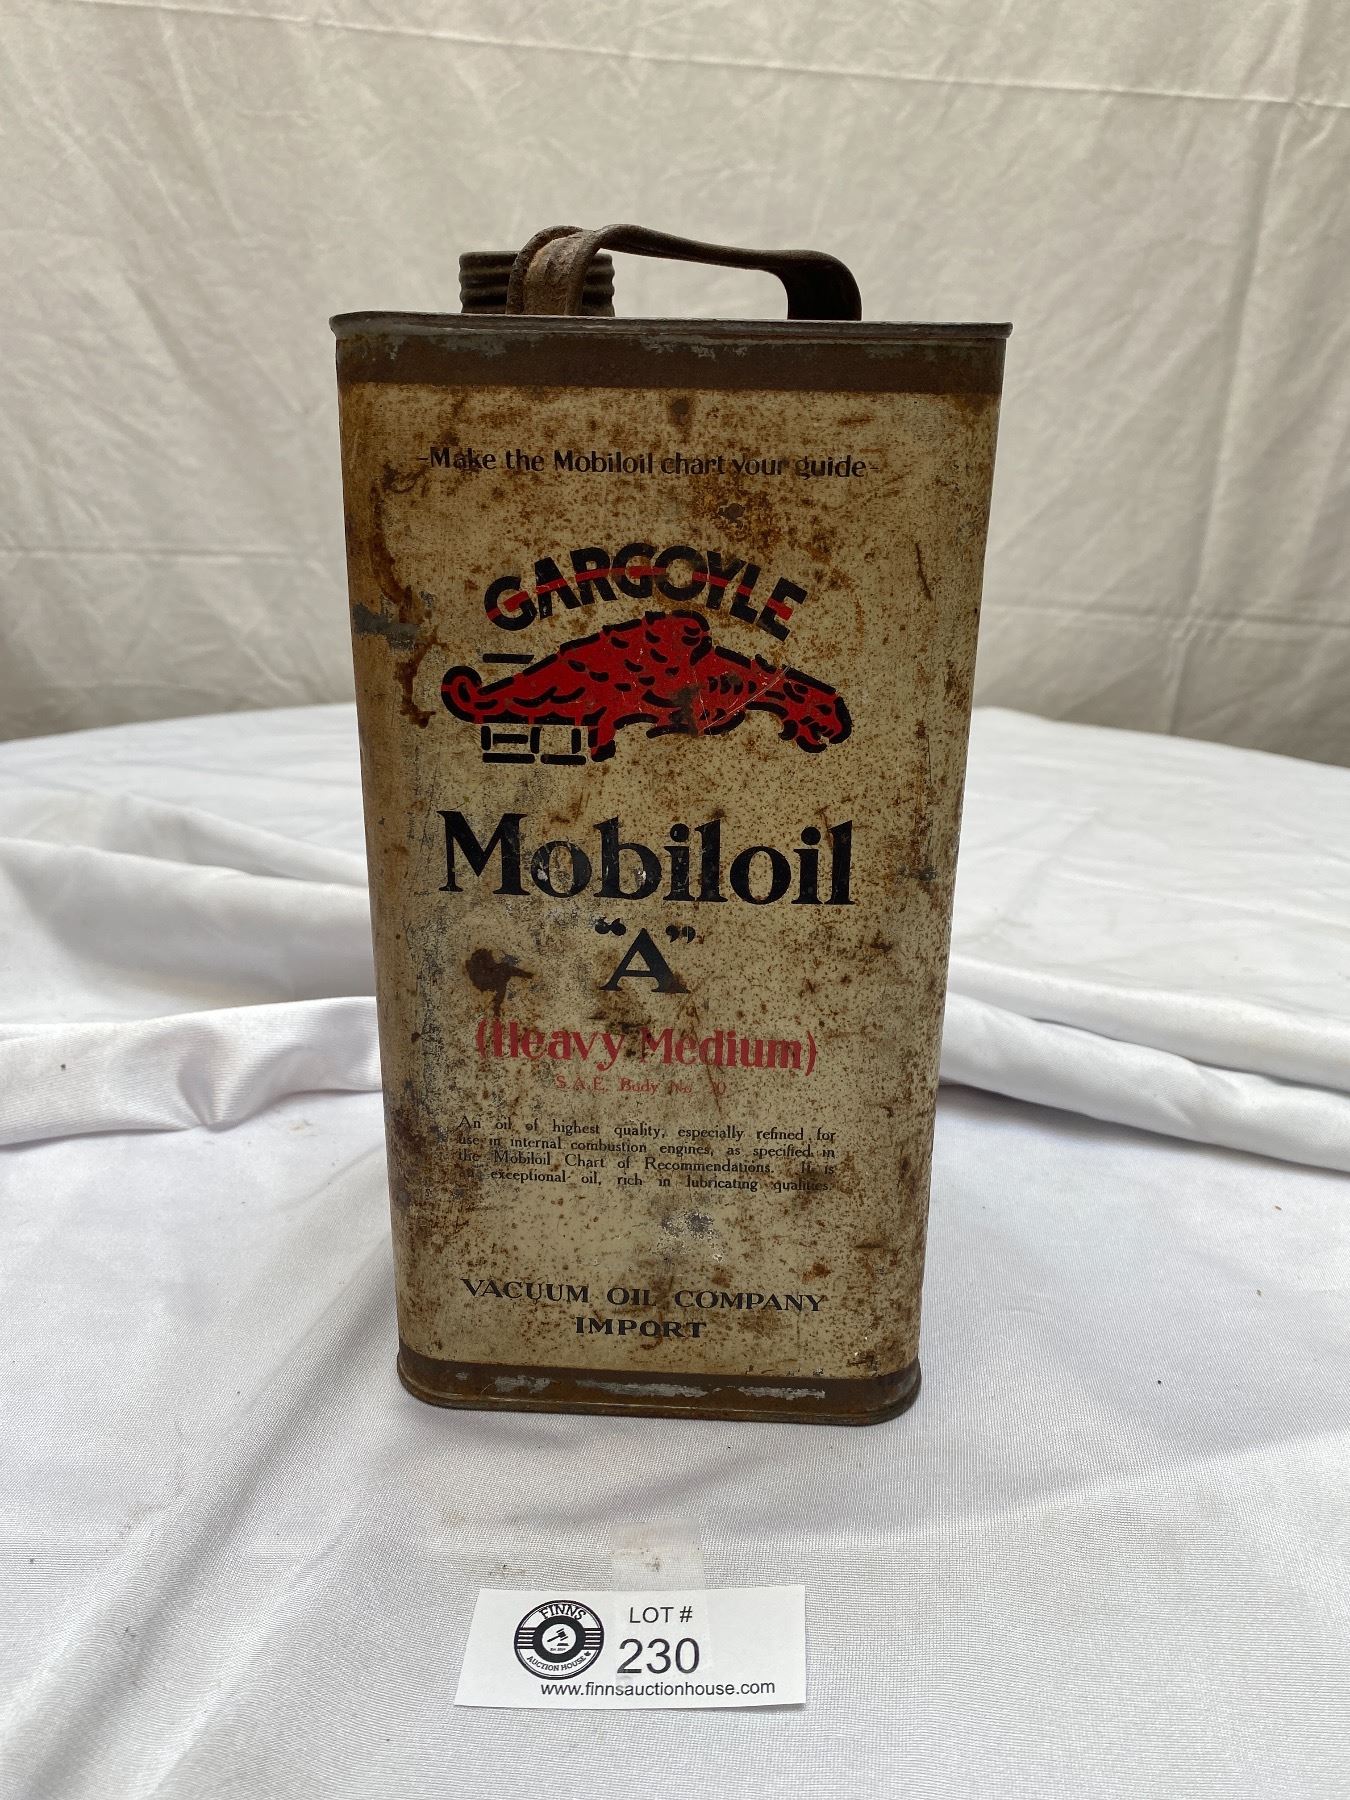 -Make the Mobiloil chart your guide-
GARGOYLE
Mobiloil
"A"
(Heavy Medium)
S.A.E. Body No.
An oil of highest quality, especially refined for
use in internal combustion engines, as specified in
the Mobiloil Chart of Recommendations. It is
an exceptional oil, rich in lubricating qualities.
VACUUM OIL COMPANY
IMPORT
FINNS
AUCTION HOUSE
LOT #
230
www.finnsauctionhouse.com